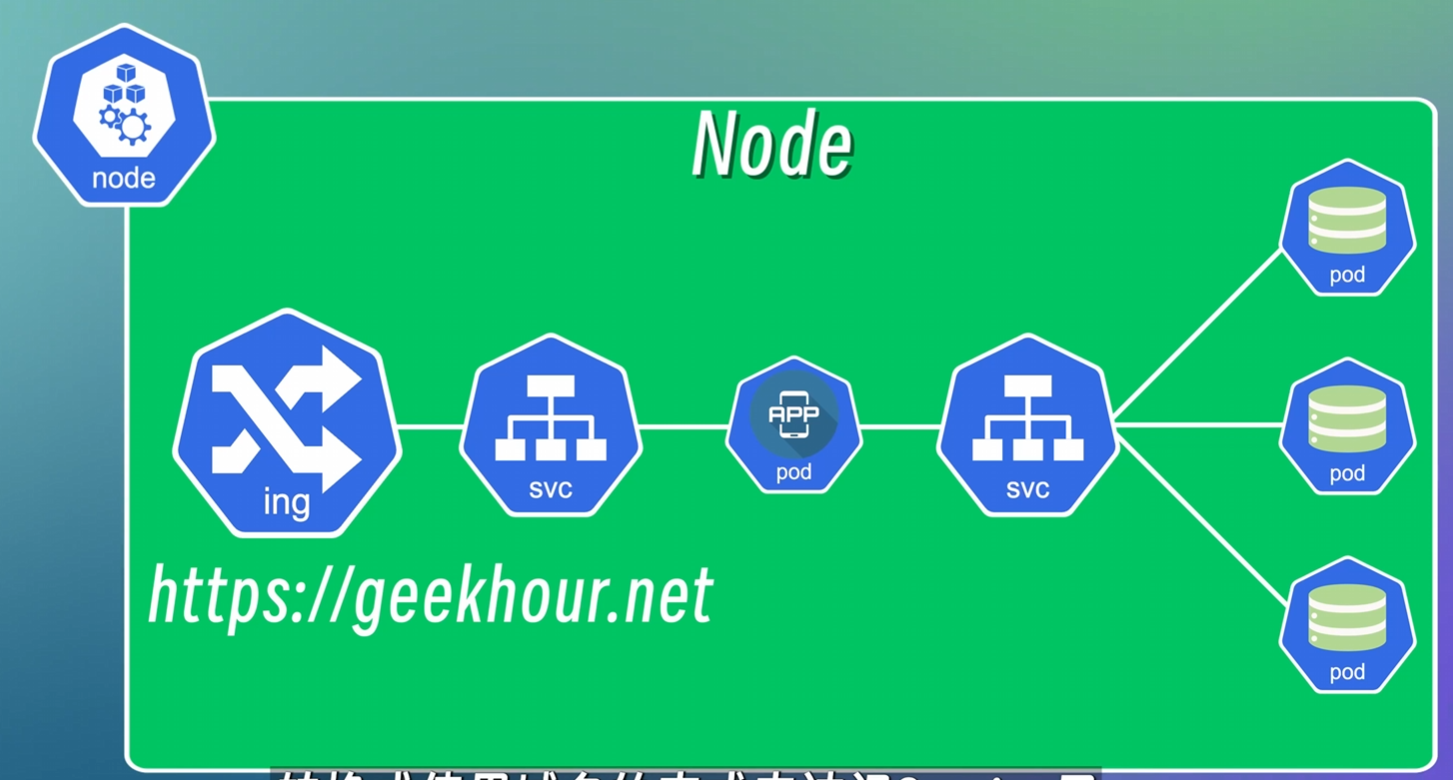 Node
node
pod
ing
svc
APP
pod
svc
pod
https://geekhour.net
pod